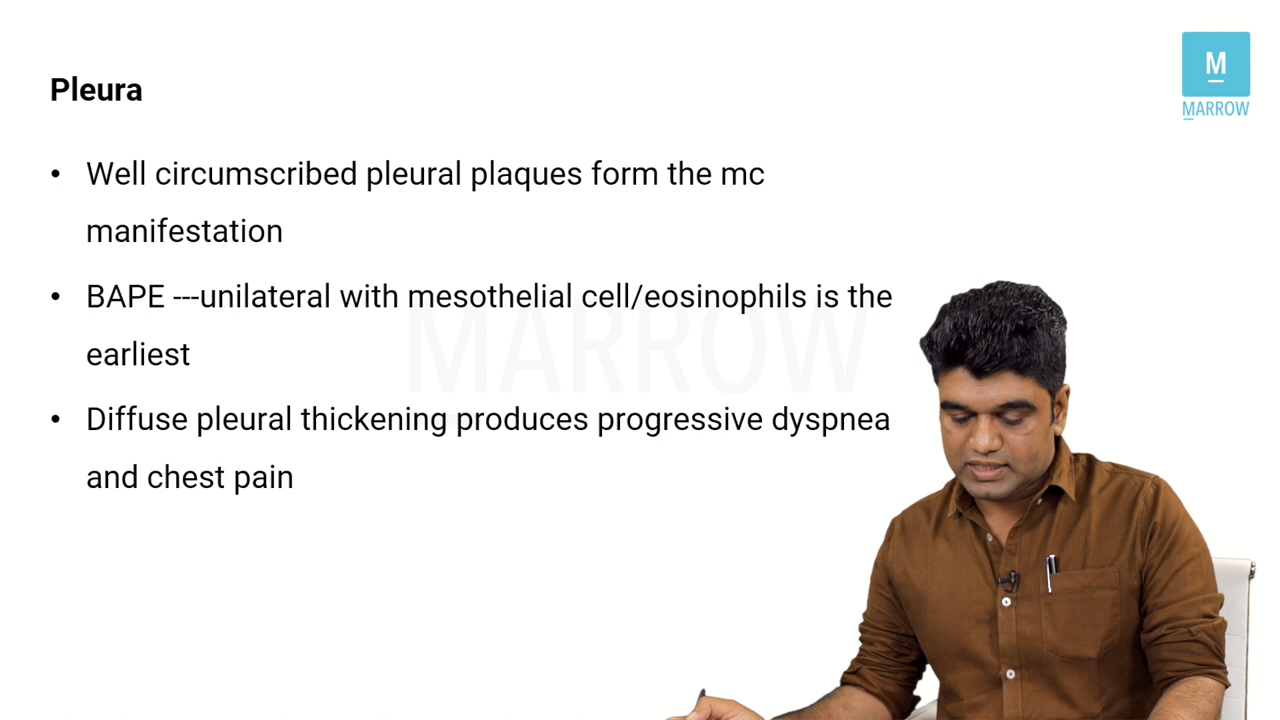 M
MARROW
Pleura
• Well circumscribed pleural plaques form the mc
manifestation
• BAPE ---unilateral with mesothelial cell/eosinophils is the
earliest
• Diffuse pleural thickening produces progressive dyspnea
and chest pain
MARROW